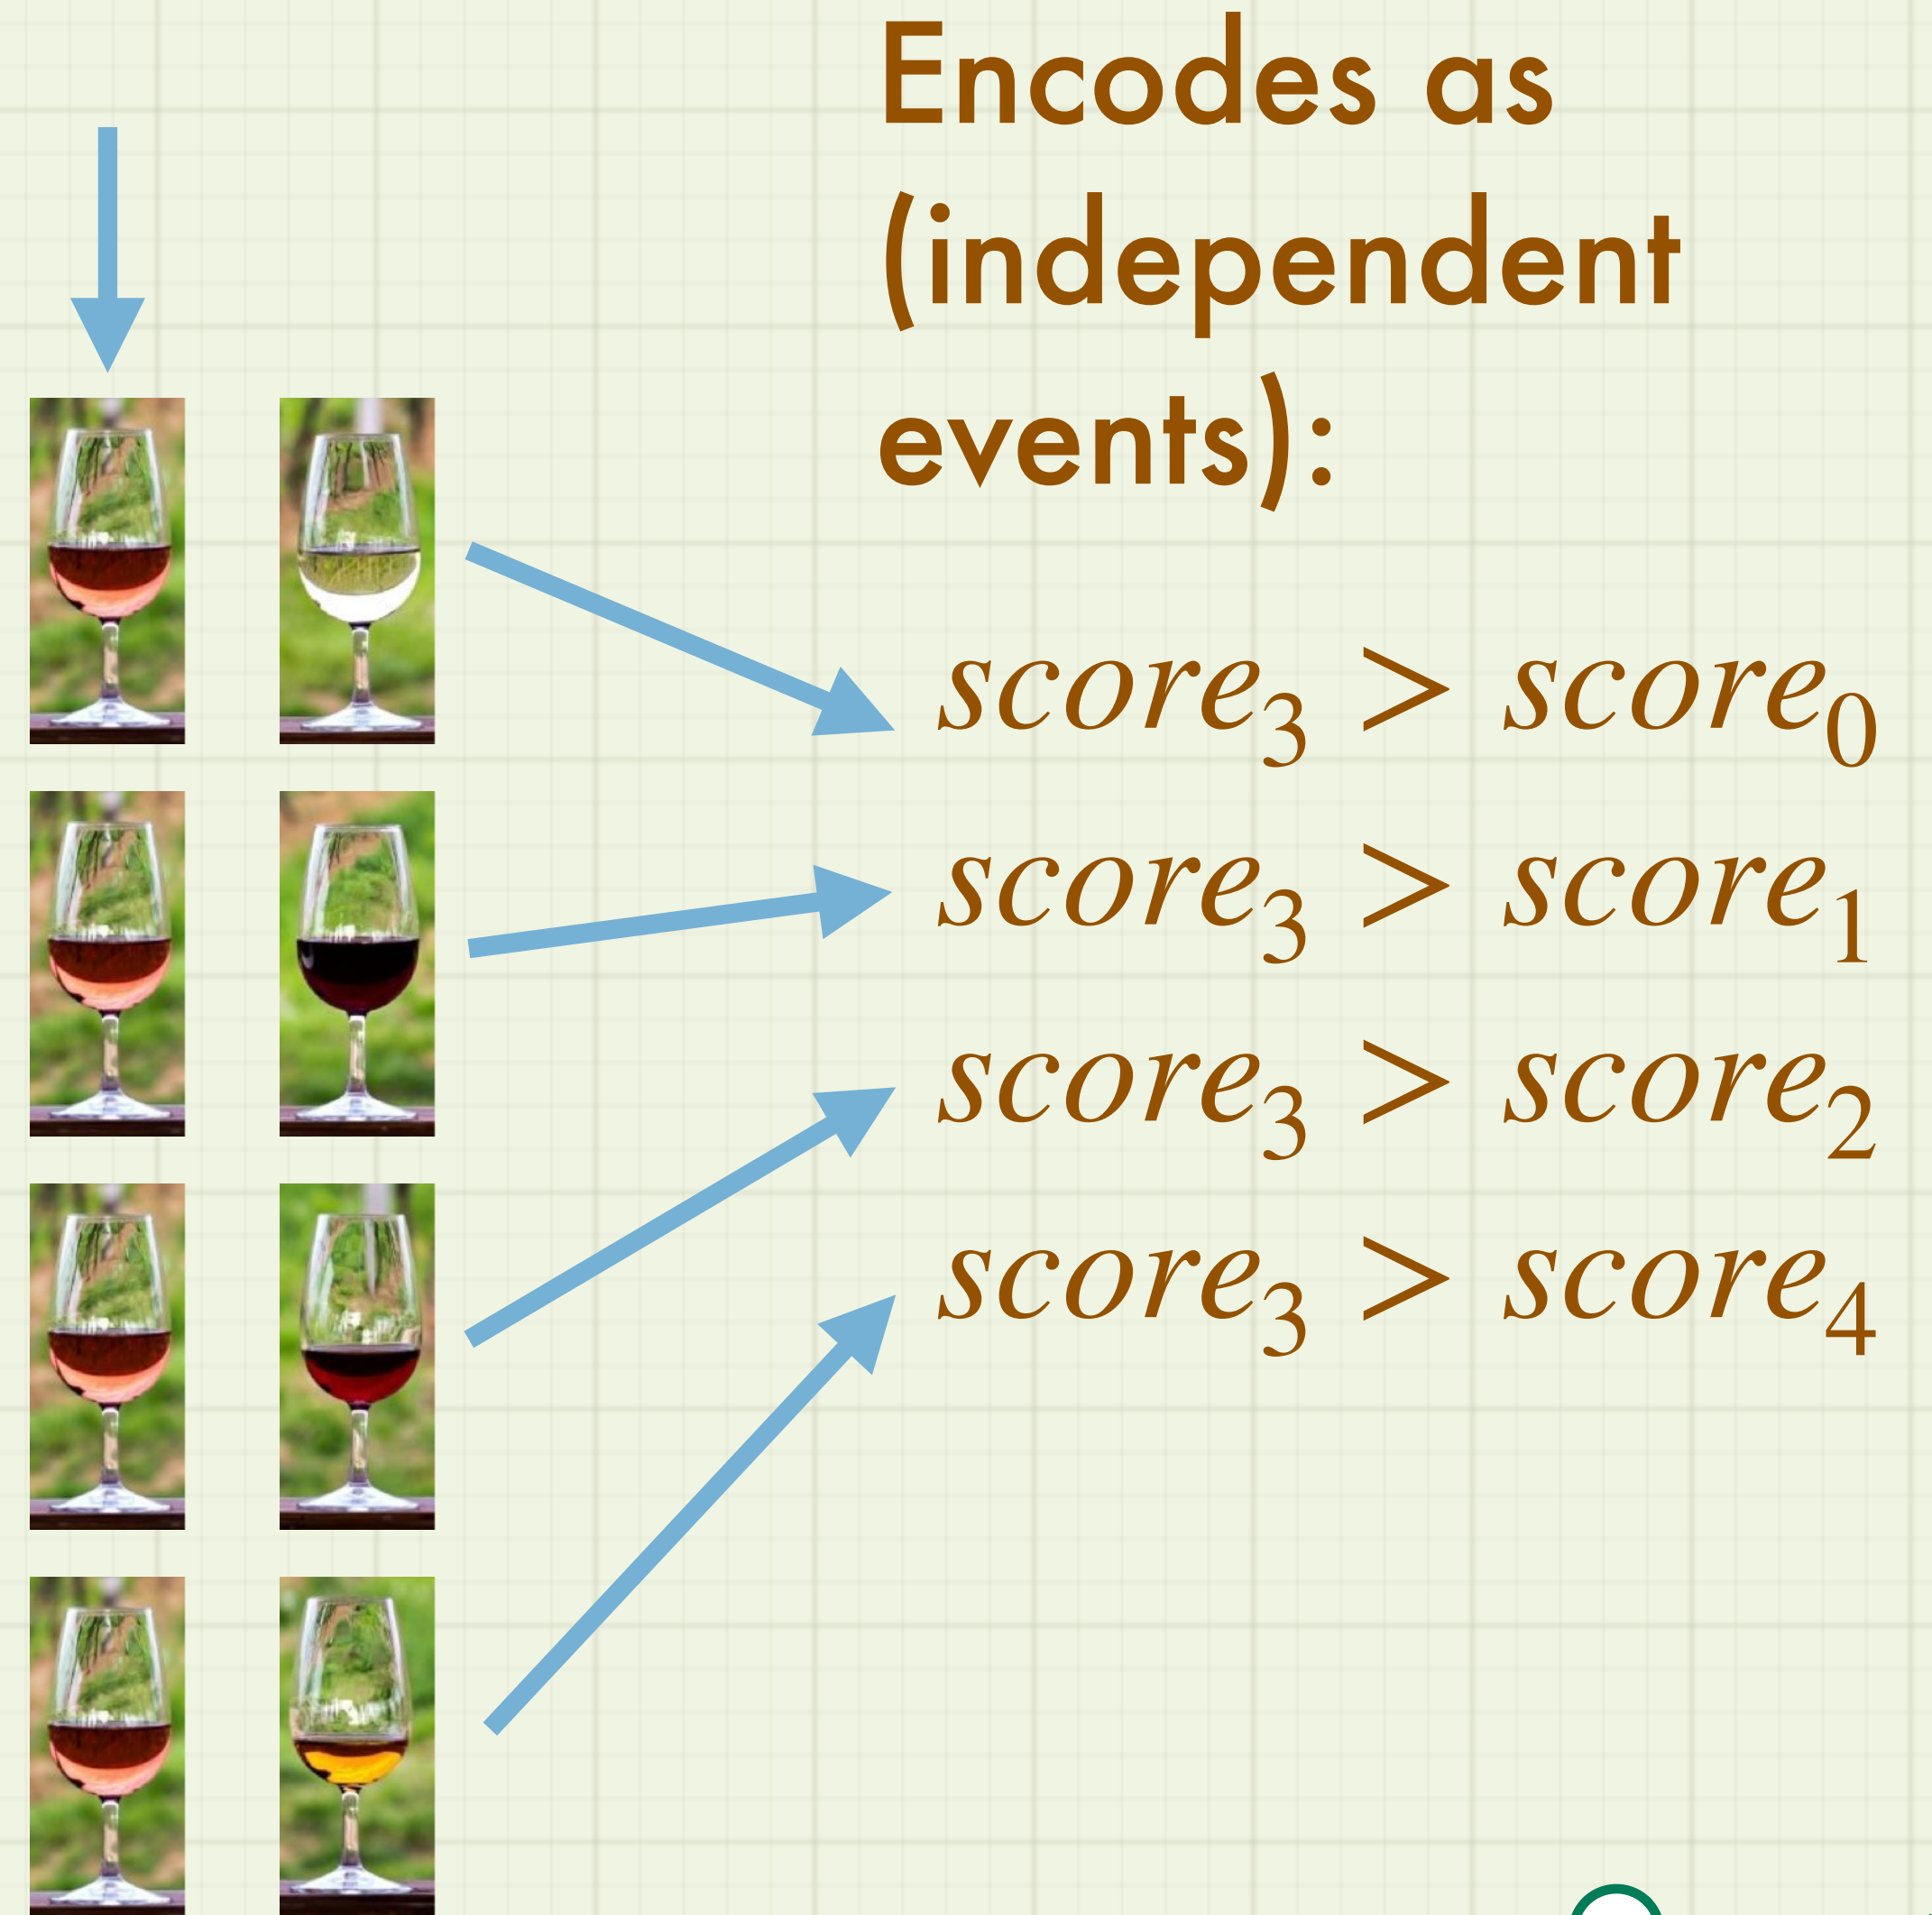 Encodes as
(independent
events):
score₃ > score₀
score₃ > score₁
score₃ > score₂
score₃ > score₄